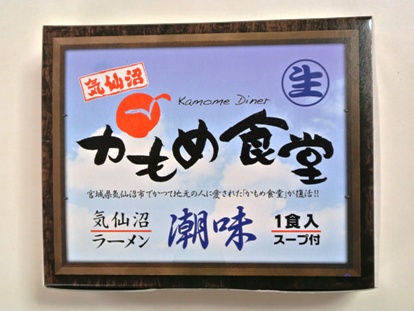 気仙沼
生
Kamome Diner
かもめ食堂
宮城県気仙沼市でかつて地元の人に愛された「かもめ食堂」が復活!!
気仙沼
ラーメン
潮味
1食入
スープ付